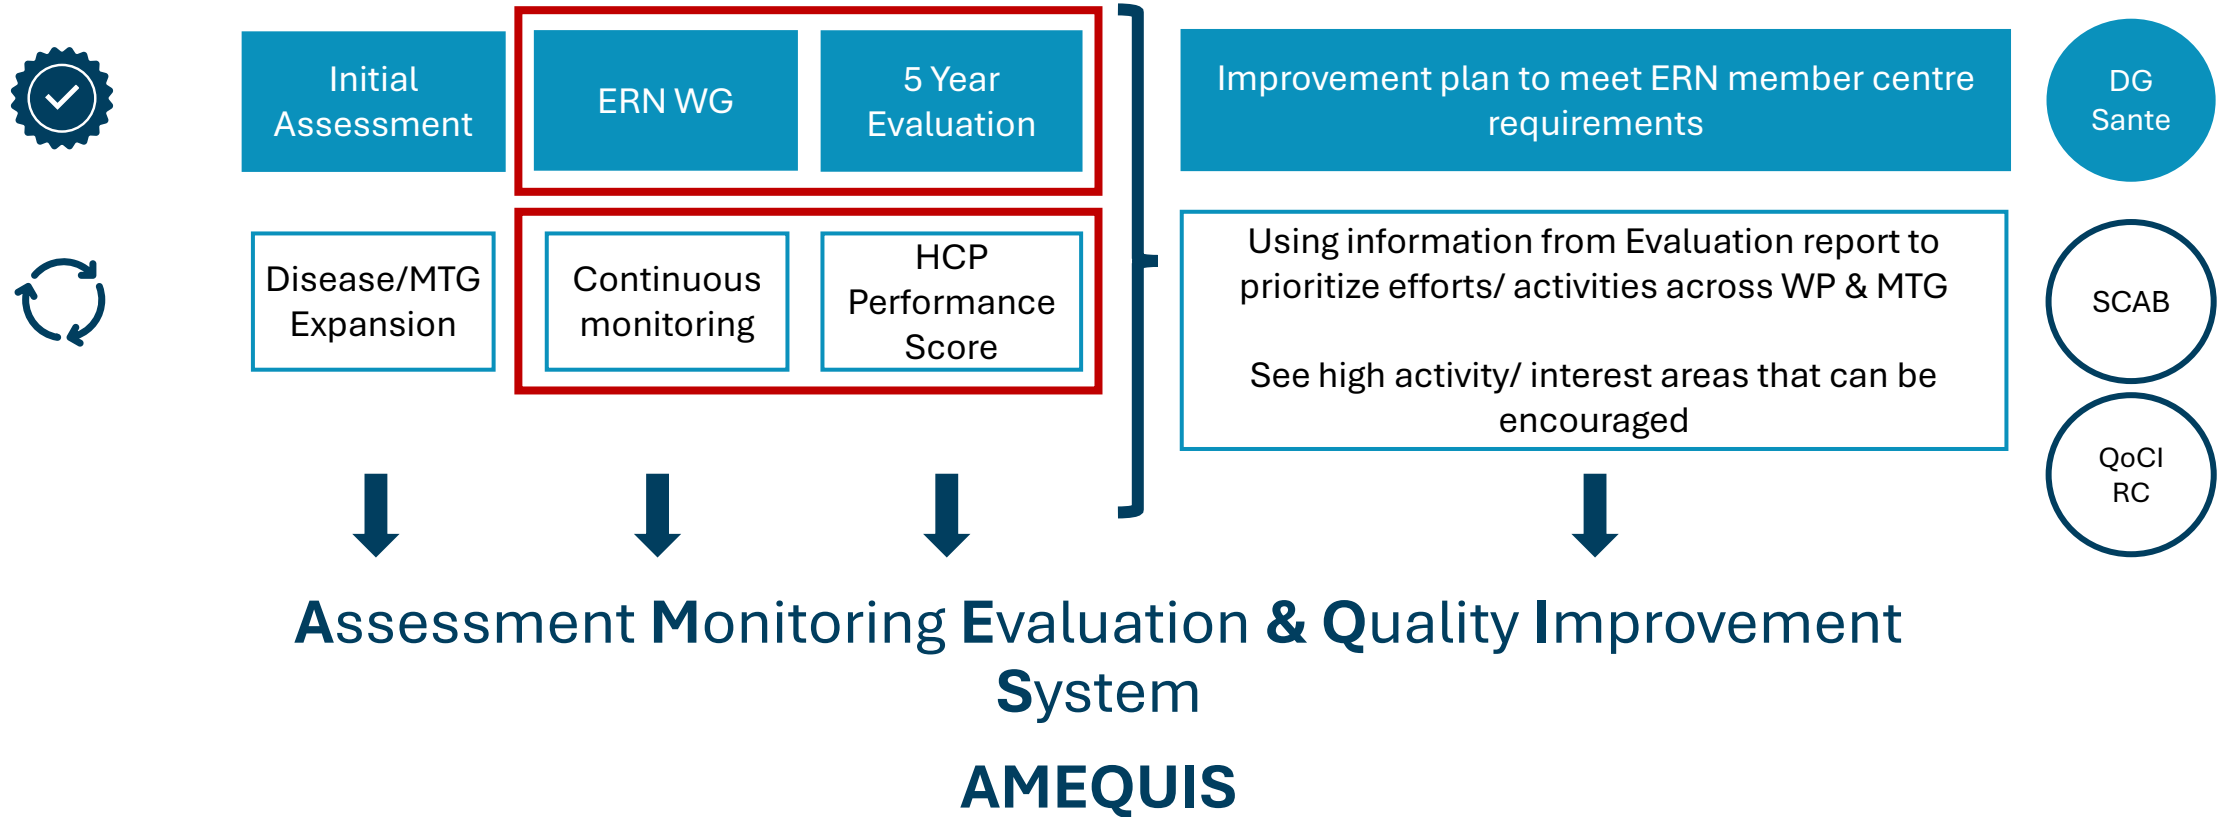 Initial
Assessment
ERN WG
5 Year
Evaluation
Improvement plan to meet ERN member centre
requirements
DG
Sante
Disease/MTG
Expansion
Continuous
monitoring
HCP
Performance
Score
Using information from Evaluation report to
prioritize efforts/ activities across WP & MTG
See high activity/ interest areas that can be
encouraged
SCAB
QoCI
RC
Assessment Monitoring Evaluation & Quality Improvement
System
AMEQUIS